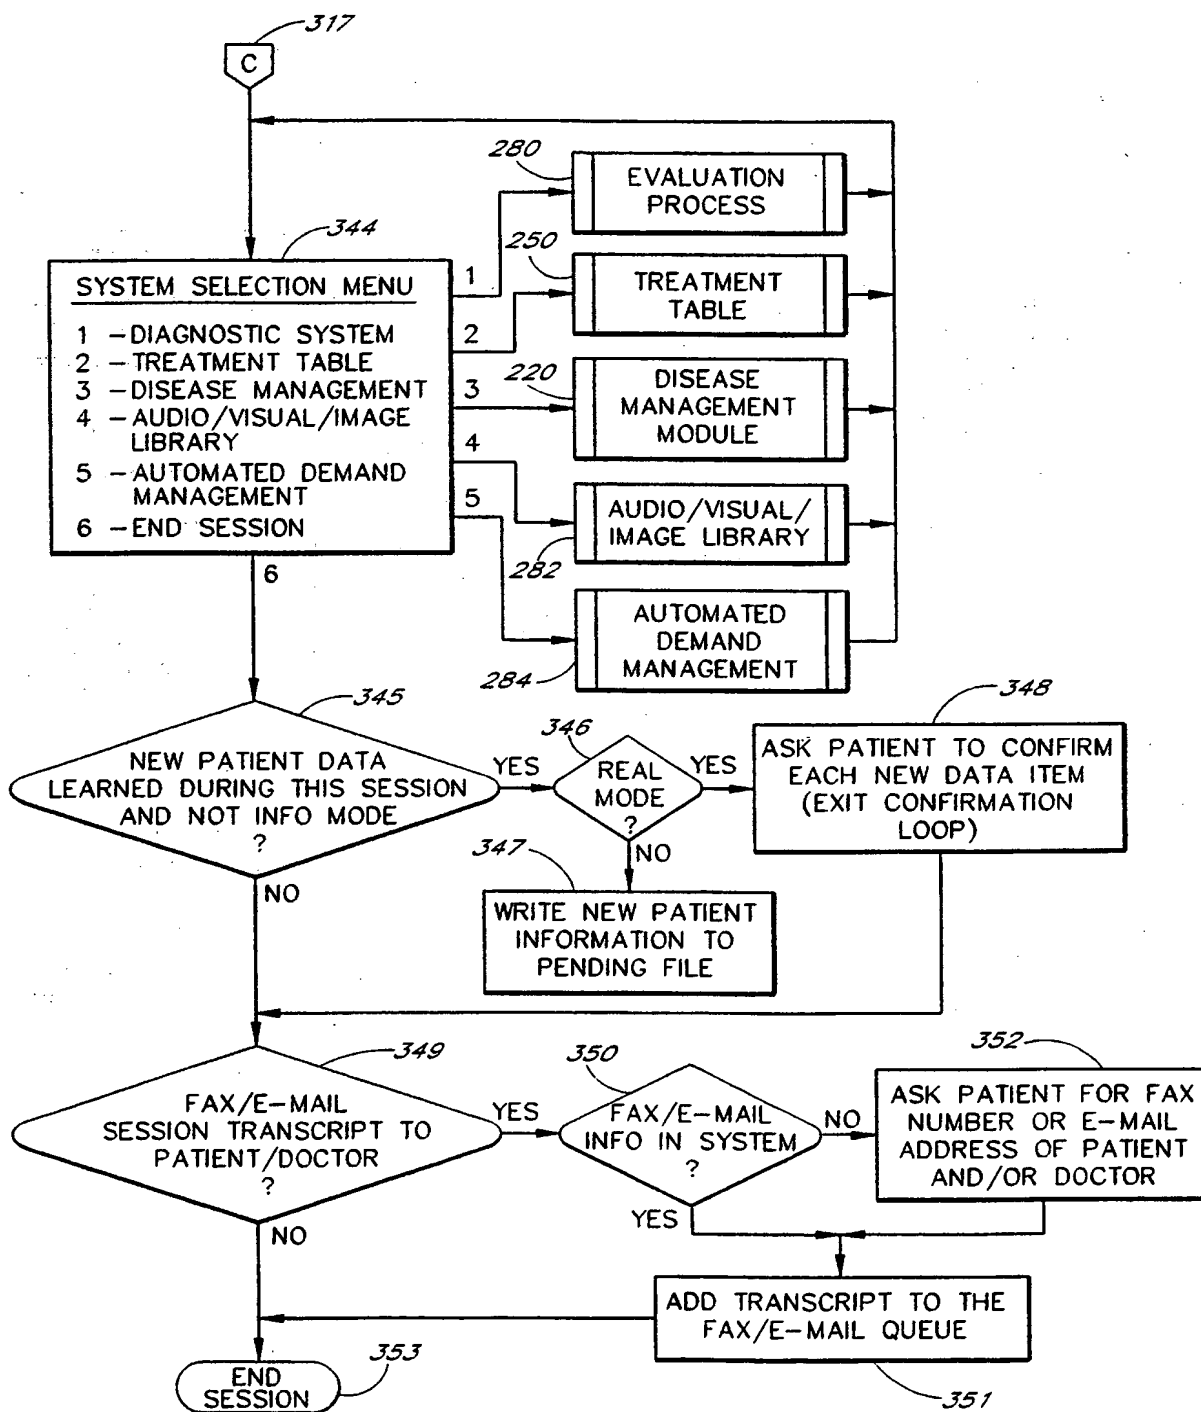 317
C
280
EVALUATION
PROCESS
344
250
SYSTEM SELECTION MENU
1
TREATMENT
TABLE
1 – DIAGNOSTIC SYSTEM
2
2 – TREATMENT TABLE
220
3 – DISEASE MANAGEMENT
3
DISEASE
MANAGEMENT
MODULE
4 – AUDIO/VISUAL/IMAGE
LIBRARY
4
5 – AUTOMATED DEMAND
MANAGEMENT
5
6 – END SESSION
AUDIO/VISUAL/
IMAGE LIBRARY
282
6
AUTOMATED
DEMAND
MANAGEMENT
284
345
348
346
NEW PATIENT DATA
LEARNED DURING THIS SESSION
AND NOT INFO MODE
?
YES
REAL
MODE
?
YES
ASK PATIENT TO CONFIRM
EACH NEW DATA ITEM
(EXIT CONFIRMATION
LOOP)
NO
347
NO
WRITE NEW PATIENT
INFORMATION TO
PENDING FILE
349
350
352
FAX/E-MAIL
SESSION TRANSCRIPT TO
PATIENT/DOCTOR
?
YES
FAX/E-MAIL
INFO IN SYSTEM
?
NO
ASK PATIENT FOR FAX
NUMBER OR E-MAIL
ADDRESS OF PATIENT
AND/OR DOCTOR
YES
NO
ADD TRANSCRIPT TO THE
FAX/E-MAIL QUEUE
351
END
SESSION
353